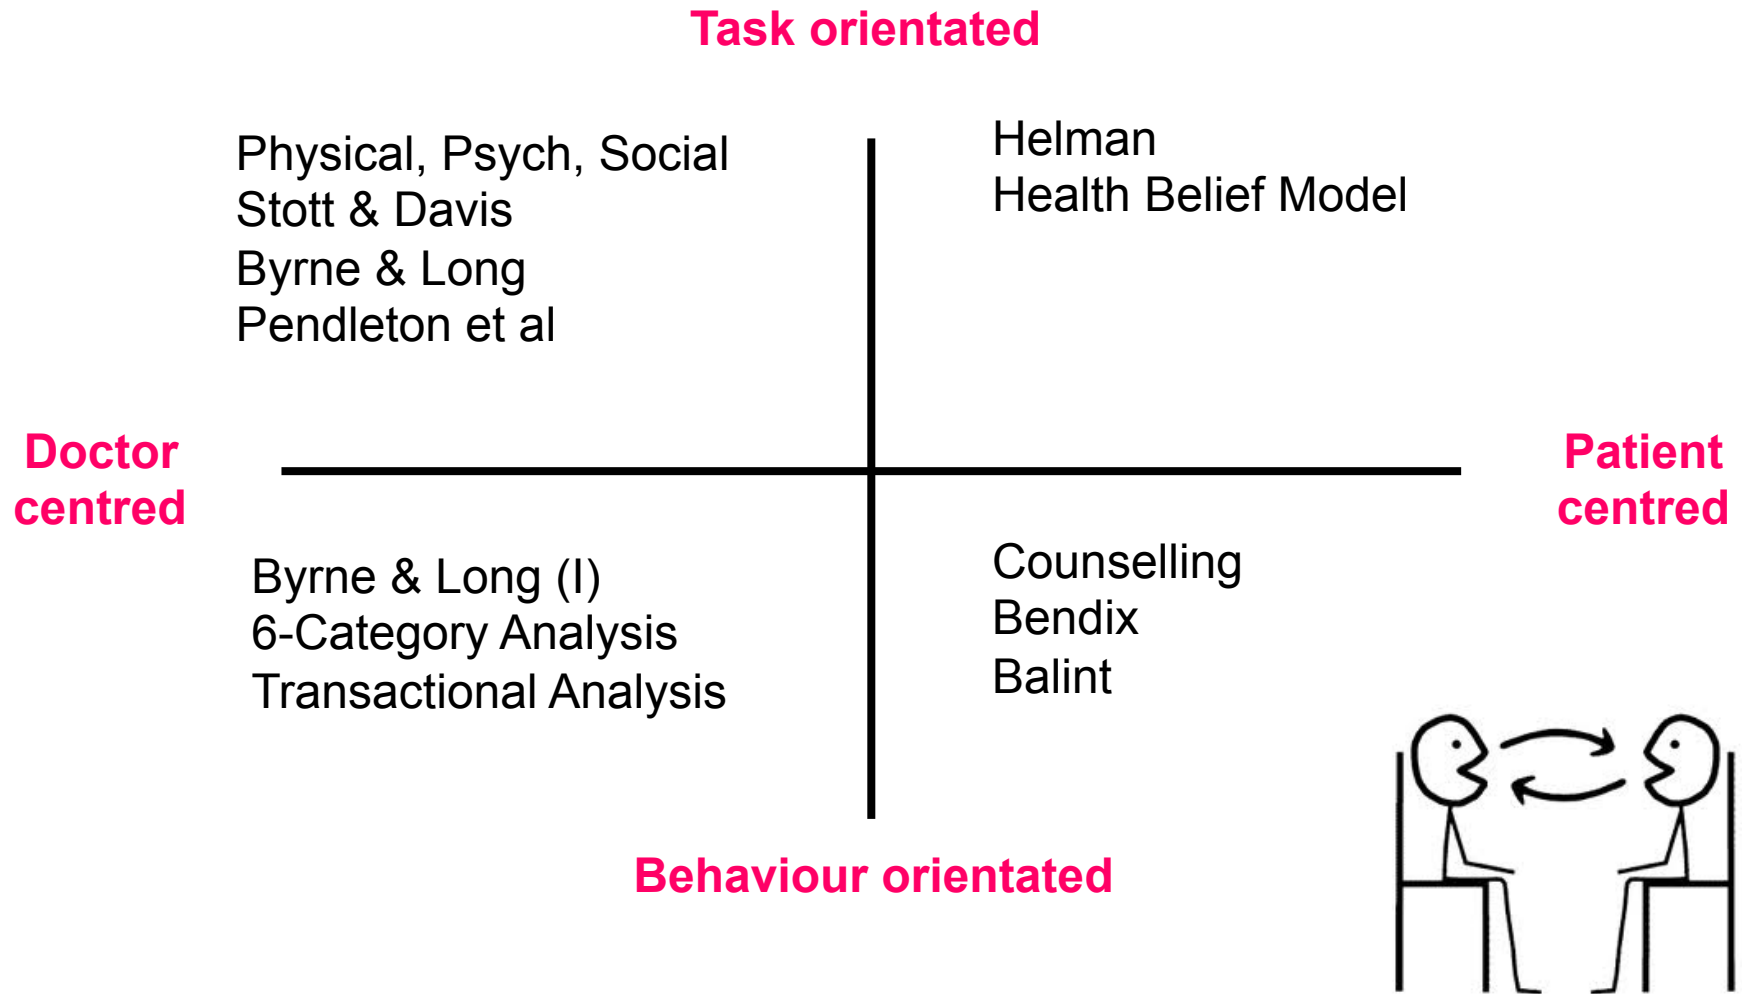 Task orientated
Physical, Psych, Social
Stott & Davis
Byrne & Long
Pendleton et al
Helman
Health Belief Model
Doctor
centred
Patient
centred
Byrne & Long (I)
6-Category Analysis
Transactional Analysis
Counselling
Bendix
Balint
Behaviour orientated